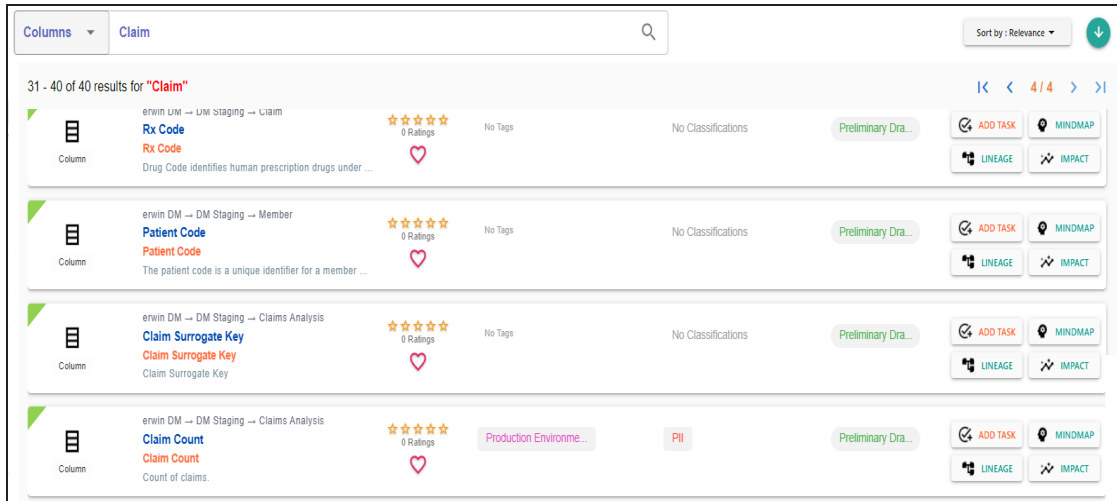 Columns
Claim
Sort by : Relevance
31 - 40 of 40 results for "Claim"
4 / 4
erwin DM → DM Staging → Claim
Column
Rx Code
Rx Code
Drug Code identifies human prescription drugs under ...
0 Ratings
No Tags
No Classifications
Preliminary Dra...
ADD TASK
MINDMAP
LINEAGE
IMPACT
erwin DM → DM Staging → Member
Column
Patient Code
Patient Code
The patient code is a unique identifier for a member ...
0 Ratings
No Tags
No Classifications
Preliminary Dra...
ADD TASK
MINDMAP
LINEAGE
IMPACT
erwin DM → DM Staging → Claims Analysis
Column
Claim Surrogate Key
Claim Surrogate Key
Claim Surrogate Key
0 Ratings
No Tags
No Classifications
Preliminary Dra...
ADD TASK
MINDMAP
LINEAGE
IMPACT
erwin DM → DM Staging → Claims Analysis
Column
Claim Count
Claim Count
Count of claims.
0 Ratings
Production Environme...
PII
Preliminary Dra...
ADD TASK
MINDMAP
LINEAGE
IMPACT